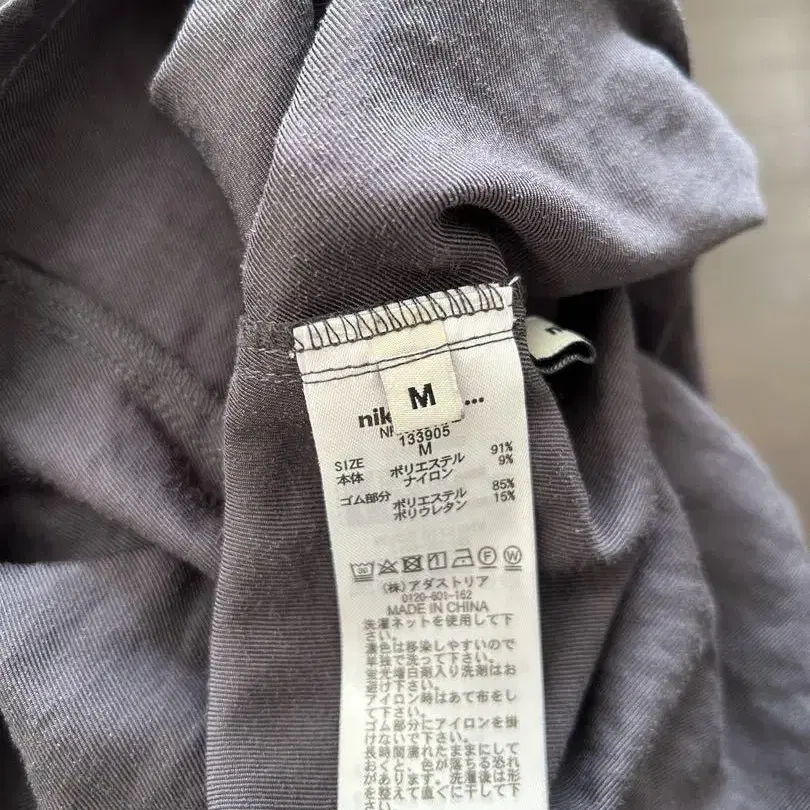 M
nik...
133905
SIZE M
本体 ポリエステル 91%
ナイロン 9%
ゴム部分 ポリエステル 85%
ポリウレタン 15%
30 F W
(株)アダストリア
0120-601-162
MADE IN CHINA
洗濯ネットを使用して下
さい。
濃色は移染しやすいので
単独で洗って下さい。
蛍光増白剤入り洗剤はお
避け下さい。
アイロン時はあて布をし
て下さい。
ゴム部分にアイロンを掛
けないで下さい。
長時間濡れたままにして
おくと、色が落ちる恐れ
があります。洗濯後は形
を整えて直ぐに干して下
さい。